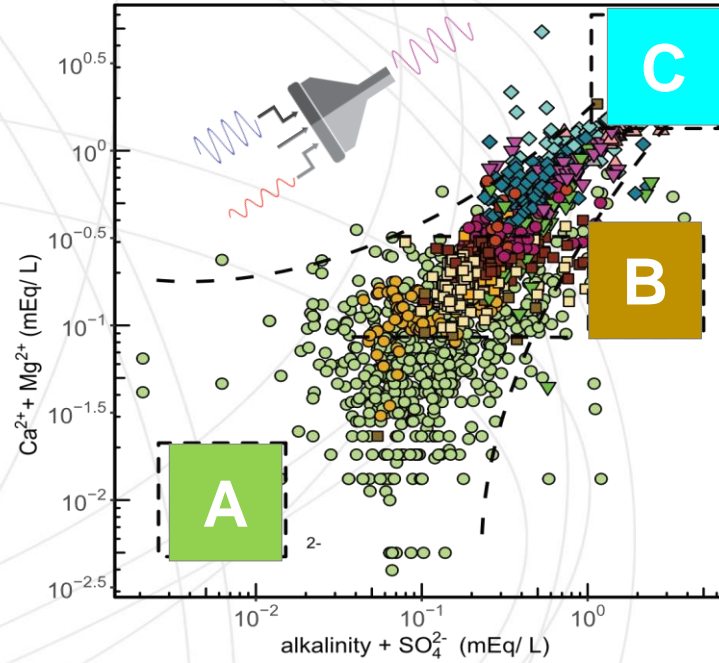 C
10^0.5
10^0
10^-0.5
B
10^-1
10^-1.5
A
10^-2
2-
10^-2.5
Ca²⁺ + Mg²⁺ (mEq/ L)
10^-2 10^-1 10^0
alkalinity + SO₄²⁻ (mEq/ L)